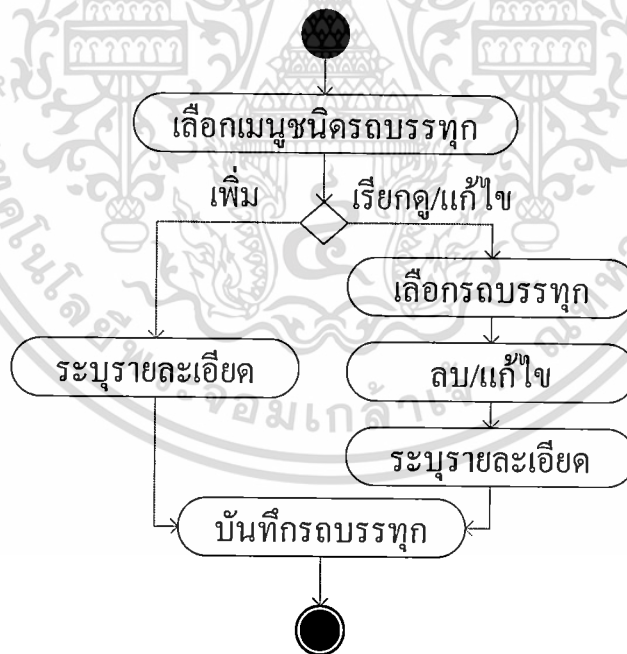 เลือกเมนูชนิดรถบรรทุก
เพิ่ม
เรียกดู/แก้ไข
เลือกรถบรรทุก
ระบุรายละเอียด
ลบ/แก้ไข
ระบุรายละเอียด
บันทึกรถบรรทุก